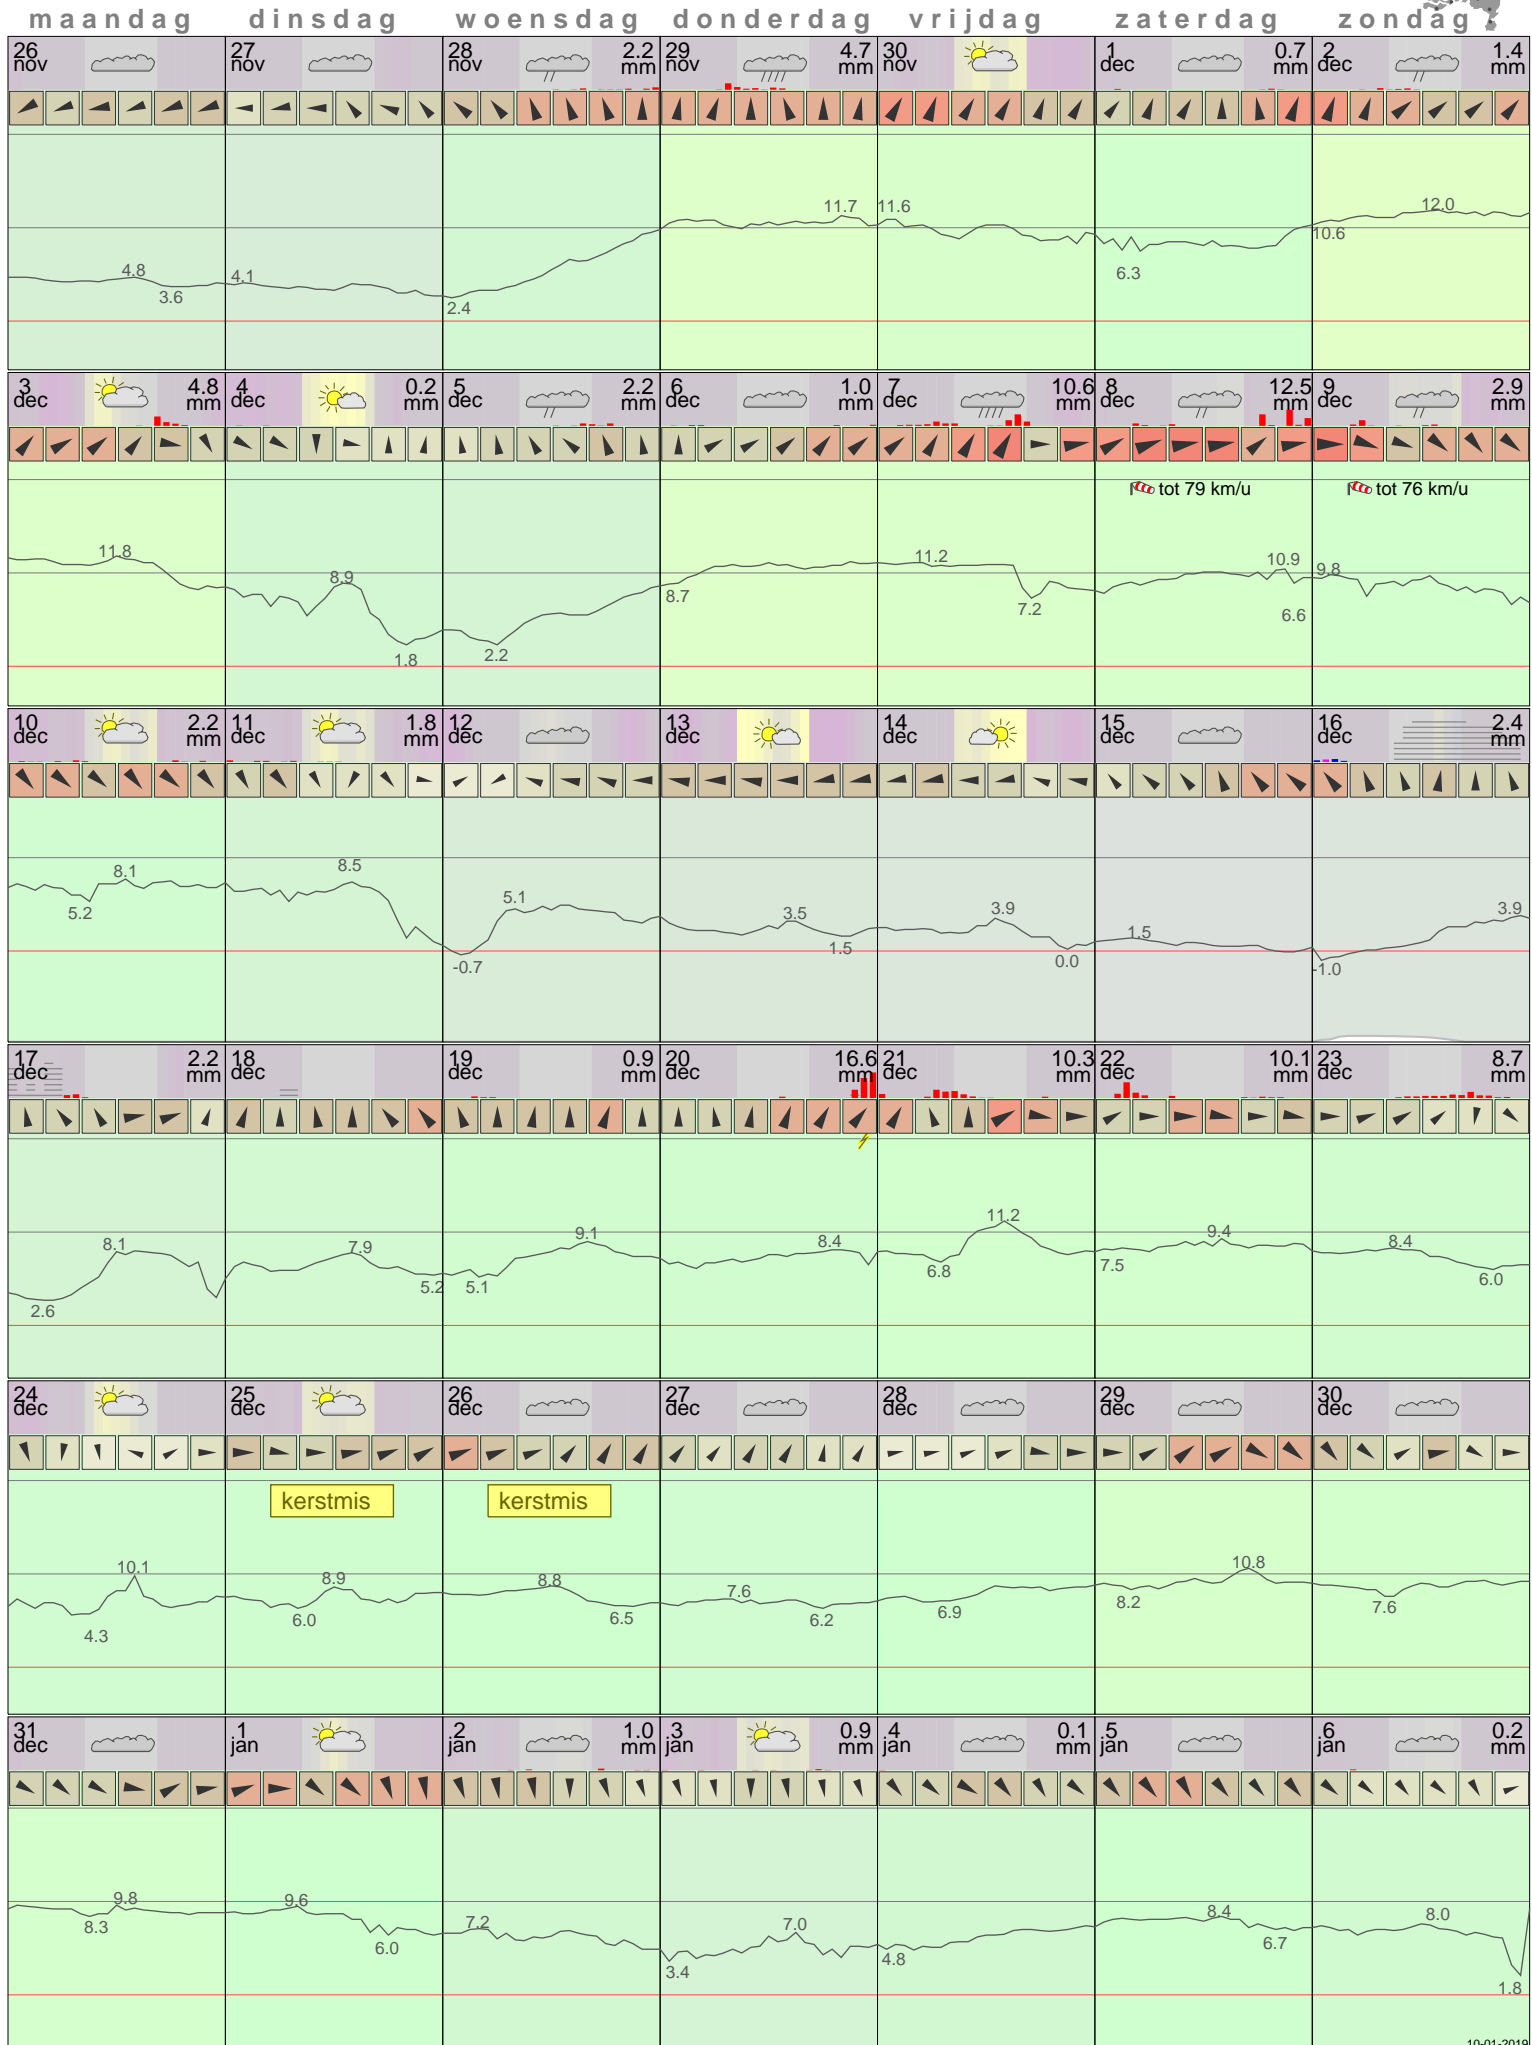 maandag dinsdag woensdag donderdag vrijdag zaterdag zondag
26 27 28 2.2 29 4.7 30 1 0.7 2 1.4
nov nov nov mm nov mm nov dec mm dec mm
11.7 11.6 12.0
10.6
4.8 4.1 6.3
3.6 2.4
3 4.8 4 0.2 5 2.2 6 1.0 7 10.6 8 12.5 9 2.9
dec mm dec mm dec mm dec mm dec mm dec mm dec mm
tot 79 km/u tot 76 km/u
11.8 11.2 10.9
8.9 8.7 7.2 9.8
6.6
1.8 2.2
10 2.2 11 1.8 12 13 14 15 16 2.4
dec mm dec mm dec dec dec dec dec mm
8.1 8.5
5.2 5.1 3.5 3.9 3.9
1.5 1.5
-0.7 0.0 -1.0
17 2.2 18 19 0.9 20 16.6 21 10.3 22 10.1 23 8.7
dec mm dec dec mm dec mm dec mm dec mm dec mm
11.2
8.1 7.9 9.1 8.4 9.4 8.4
6.8 7.5
2.6 5.2 5.1 6.0
24 25 26 27 28 29 30
dec dec dec dec dec dec dec
kerstmis kerstmis
10.1 8.9 8.8 7.6 10.8
8.2 7.6
4.3 6.0 6.5 6.2 6.9
31 1 2 1.0 3 0.9 4 0.1 5 6 0.2
dec jan jan mm jan mm jan mm jan jan mm
9.8 9.6 7.2 7.0 8.4 8.0
8.3 6.0 6.7
3.4 4.8 1.8
10-01-2019